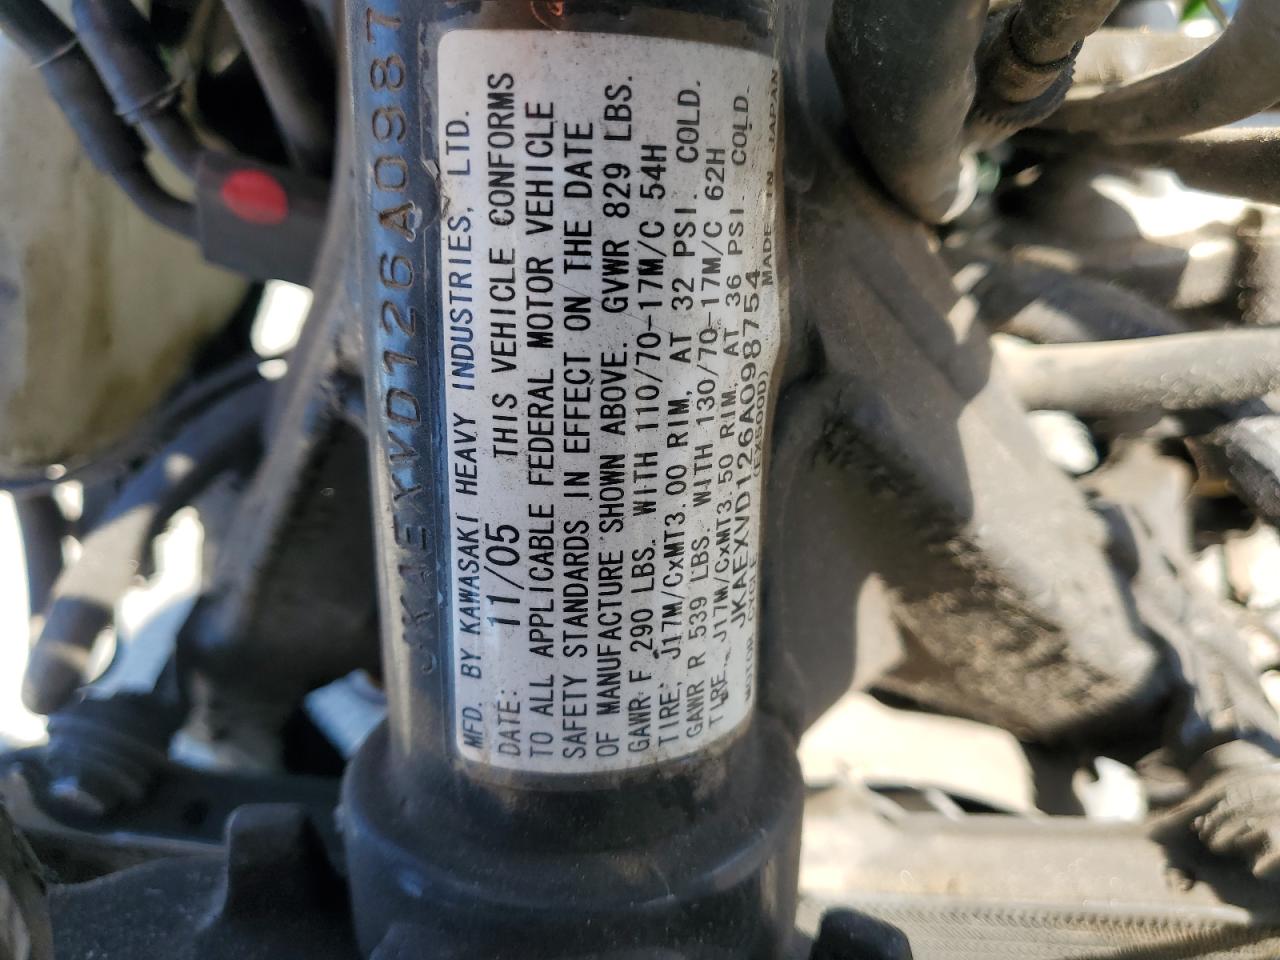 JKAEXVD126A0987
MFD. BY KAWASAKI HEAVY INDUSTRIES, LTD.
DATE: 11/05 THIS VEHICLE CONFORMS
TO ALL APPLICABLE FEDERAL MOTOR VEHICLE
SAFETY STANDARDS IN EFFECT ON THE DATE
OF MANUFACTURE SHOWN ABOVE. GVWR 829 LBS.
GAWR F 290 LBS. WITH 110/70-17M/C 54H
TIRE, J17M/CxMT3.00 RIM, AT 32 PSI. COLD.
GAWR R 539 LBS. WITH 130/70-17M/C 62H
TIRE, J17M/CxMT3.50 RIM, AT 36 PSI. COLD.
JKAEXVD126A098754
MOTOR CYCLE (EX500D) MADE IN JAPAN